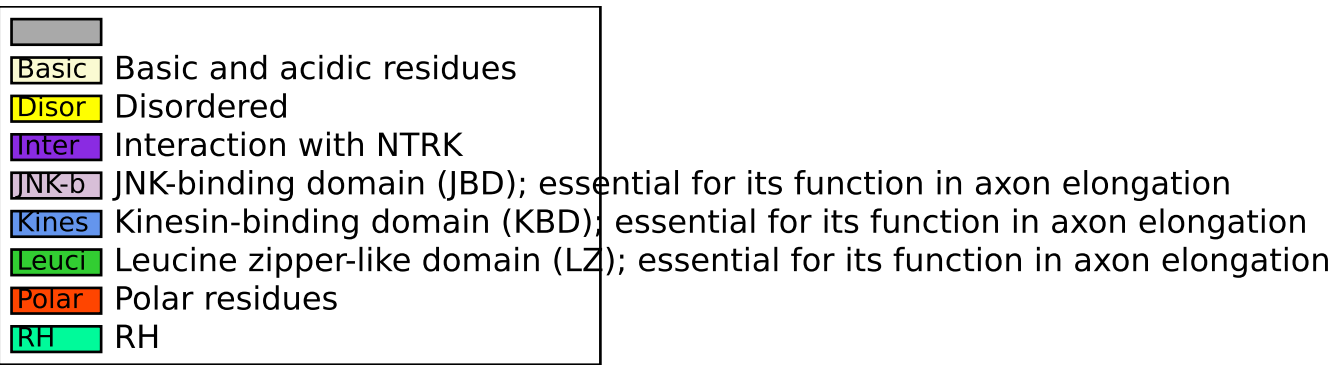 Basic Basic and acidic residues
Disor Disordered
Inter Interaction with NTRK
JNK-b JNK-binding domain (JBD); essential for its function in axon elongation
Kines Kinesin-binding domain (KBD); essential for its function in axon elongation
Leuci Leucine zipper-like domain (LZ); essential for its function in axon elongation
Polar Polar residues
RH RH